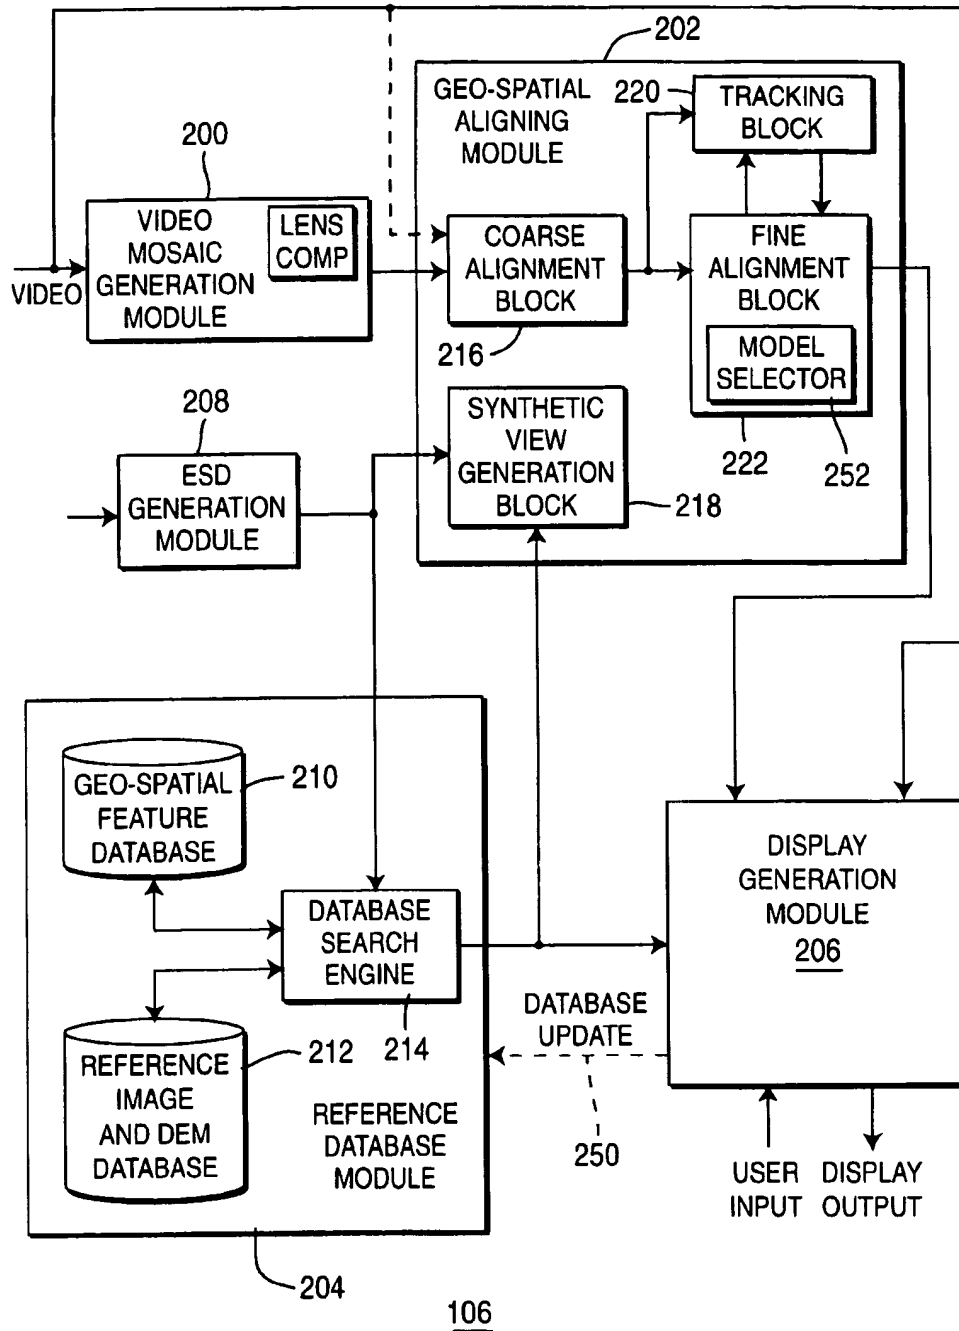 202
GEO-SPATIAL
ALIGNING
MODULE
220
TRACKING
BLOCK
200
VIDEO
MOSAIC
GENERATION
MODULE
LENS
COMP
VIDEO
COARSE
ALIGNMENT
BLOCK
216
FINE
ALIGNMENT
BLOCK
MODEL
SELECTOR
222
252
208
ESD
GENERATION
MODULE
SYNTHETIC
VIEW
GENERATION
BLOCK
218
GEO-SPATIAL
FEATURE
DATABASE
210
DATABASE
SEARCH
ENGINE
214
REFERENCE
IMAGE
AND DEM
DATABASE
212
REFERENCE
DATABASE
MODULE
204
DISPLAY
GENERATION
MODULE
206
DATABASE
UPDATE
250
USER
INPUT
DISPLAY
OUTPUT
106